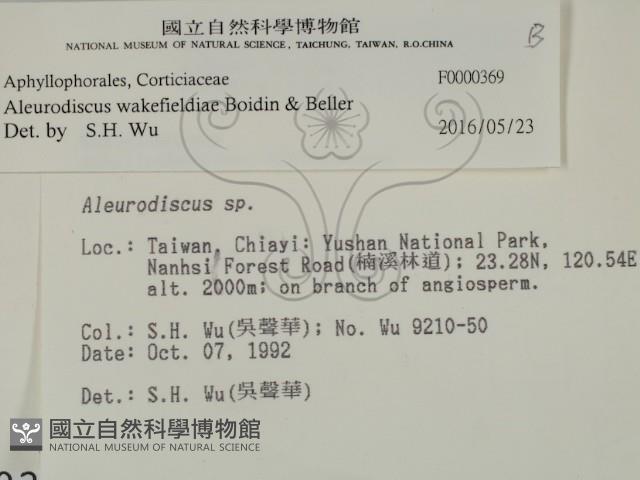 國立自然科學博物館
NATIONAL MUSEUM OF NATURAL SCIENCE, TAICHUNG, TAIWAN, R.O.CHINA
B
Aphyllophorales, Corticiaceae F0000369
Aleurodiscus wakefieldiae Boidin & Beller
Det. by S.H. Wu 2016/05/23
Aleurodiscus sp.
Loc.: Taiwan, Chiayi: Yushan National Park,
Nanhsi Forest Road(楠溪林道); 23.28N, 120.54E
alt. 2000m; on branch of angiosperm.
Col.: S.H. Wu(吳聲華); No. Wu 9210-50
Date: Oct. 07, 1992
Det.: S.H. Wu(吳聲華)
國立自然科學博物館
NATIONAL MUSEUM OF NATURAL SCIENCE